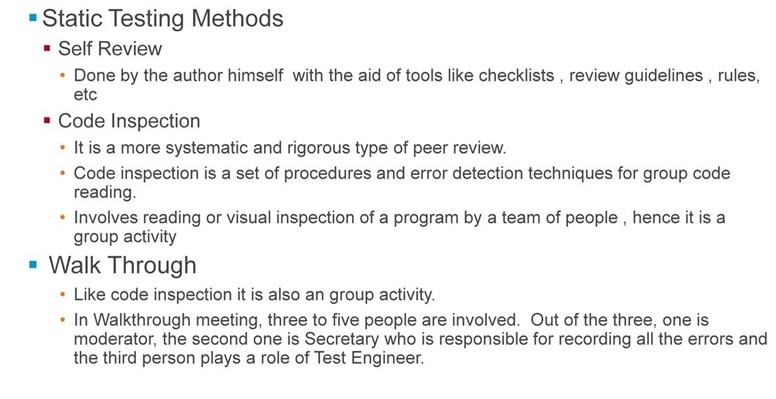 Static Testing Methods
Self Review
Done by the author himself with the aid of tools like checklists , review guidelines , rules,
etc
Code Inspection
It is a more systematic and rigorous type of peer review.
Code inspection is a set of procedures and error detection techniques for group code
reading.
Involves reading or visual inspection of a program by a team of people , hence it is a
group activity
Walk Through
Like code inspection it is also an group activity.
In Walkthrough meeting, three to five people are involved. Out of the three, one is
moderator, the second one is Secretary who is responsible for recording all the errors and
the third person plays a role of Test Engineer.